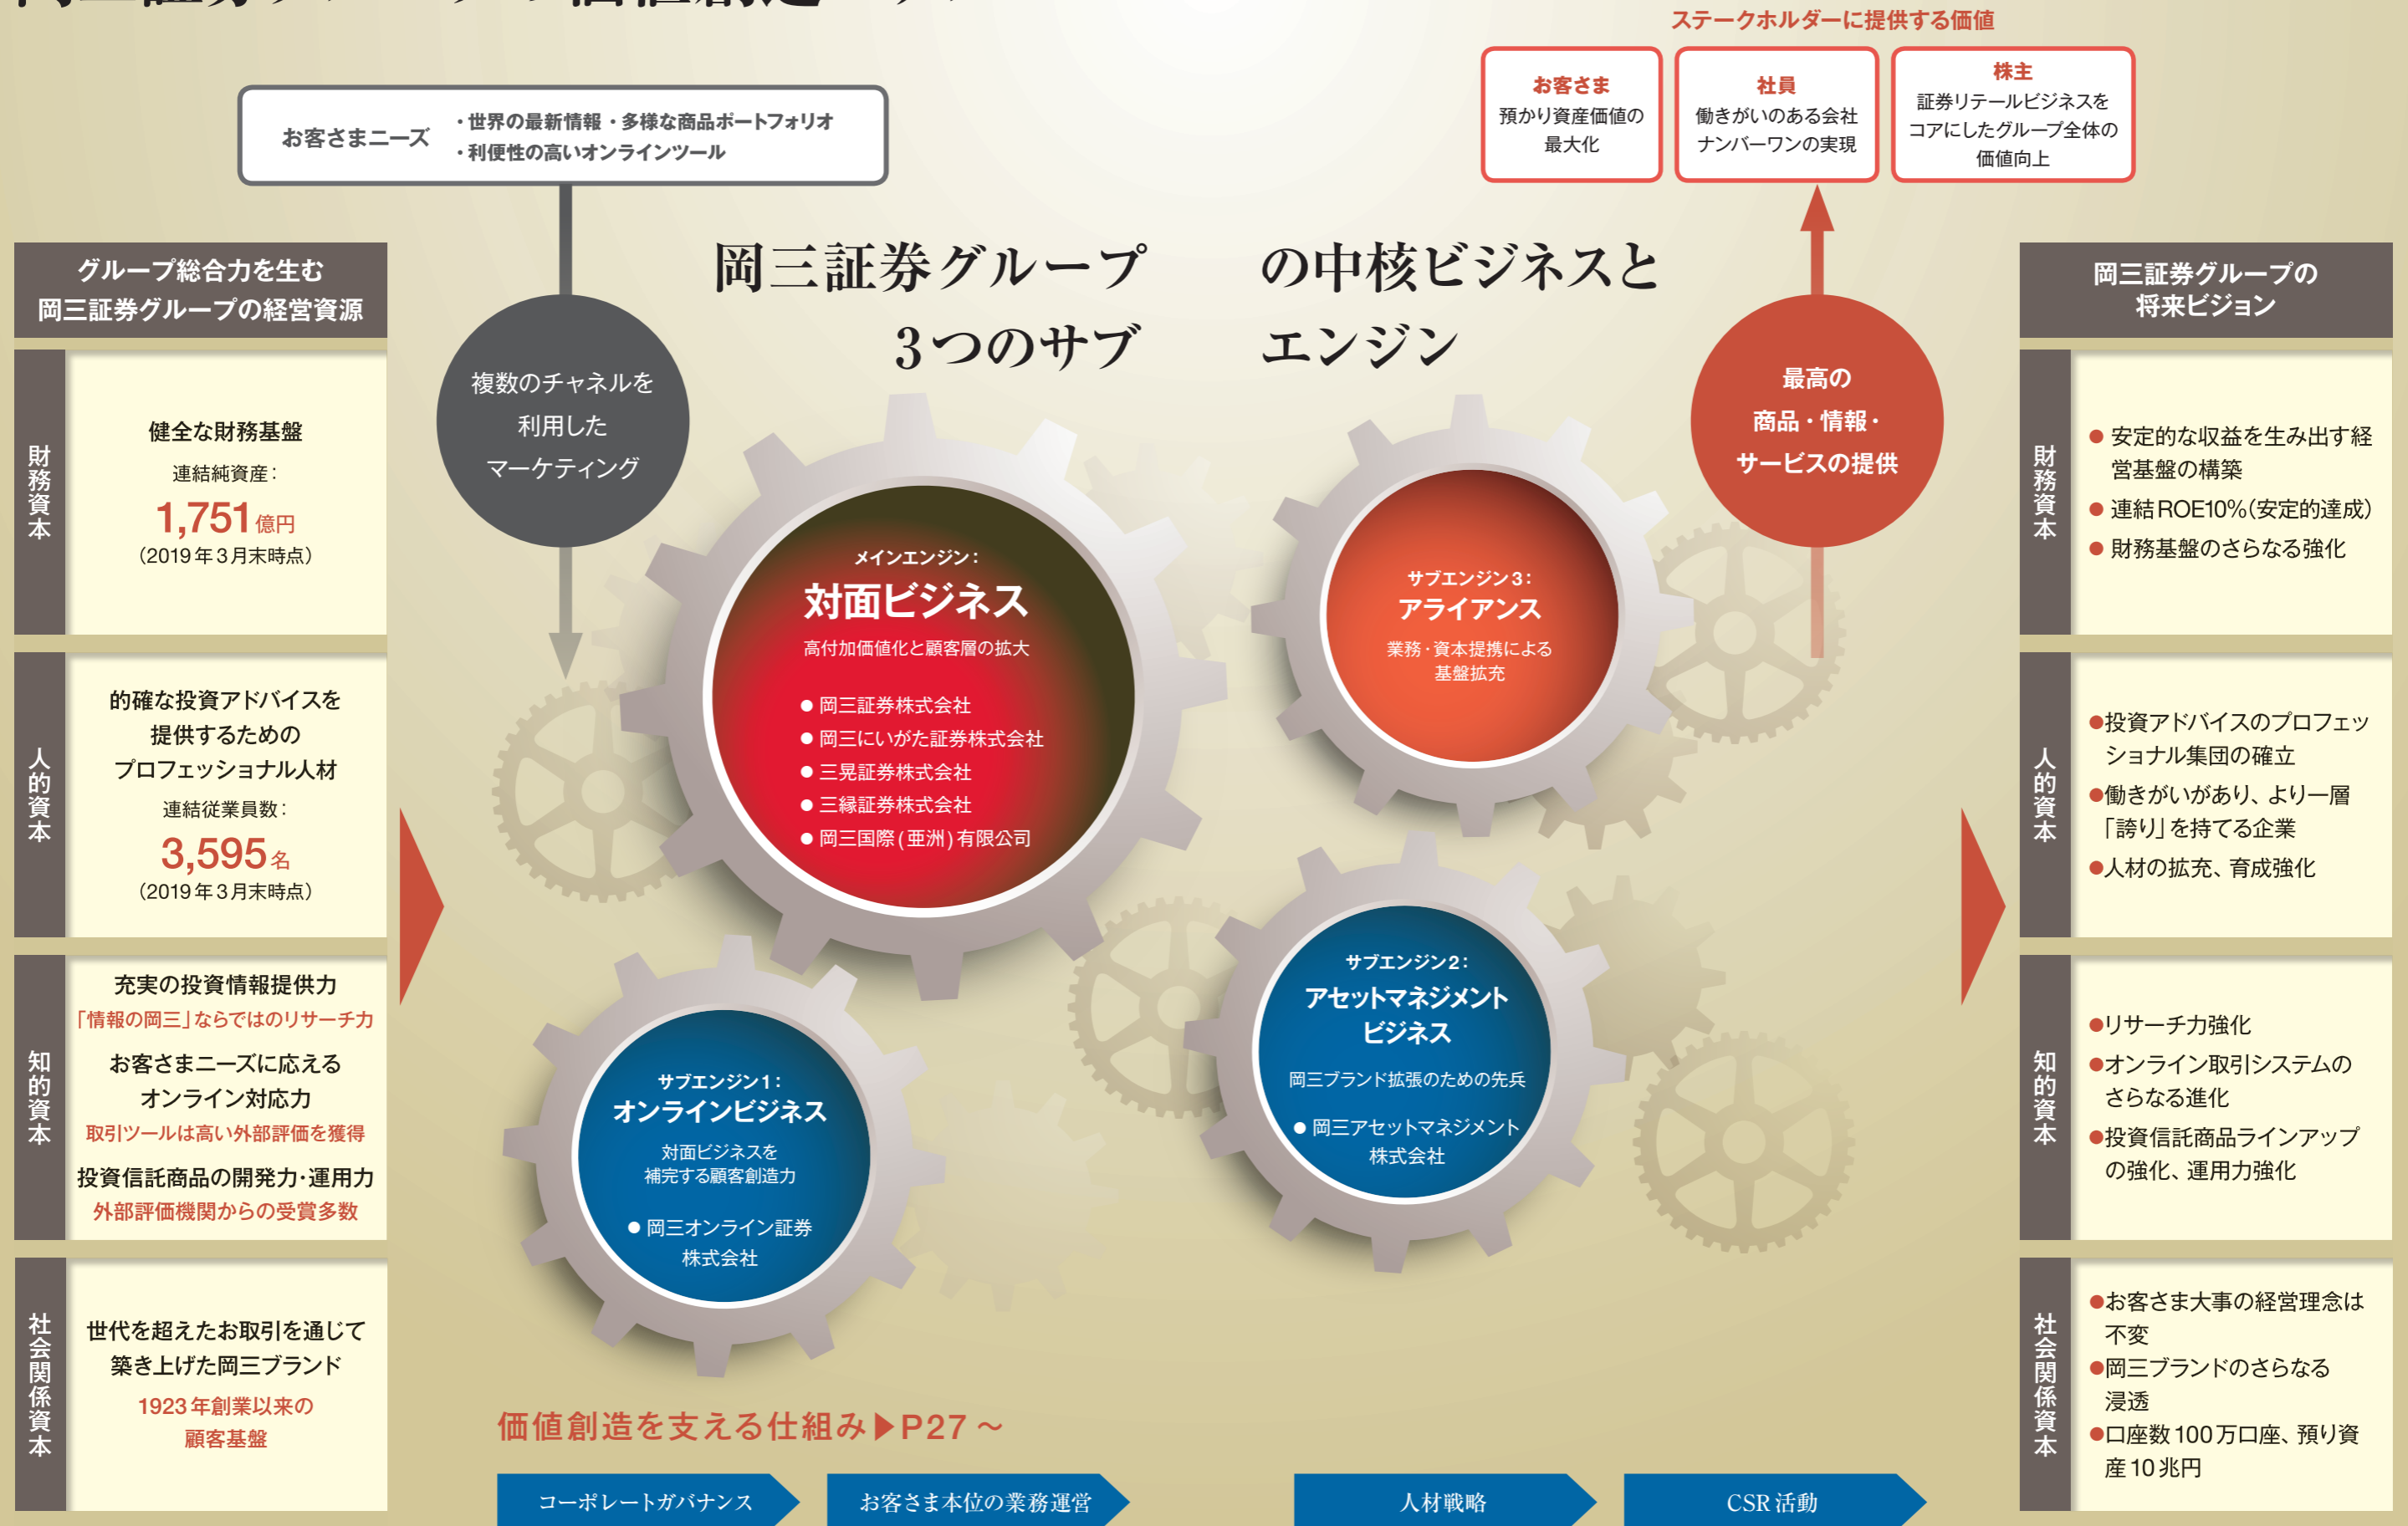 ステークホルダーに提供する価値
お客さま
預かり資産価値の
最大化
社員
働きがいのある会社
ナンバーワンの実現
株主
証券リテールビジネスを
コアにしたグループ全体の
価値向上
お客さまニーズ
・世界の最新情報・多様な商品ポートフォリオ
・利便性の高いオンラインツール
岡三証券グループの中核ビジネスと
3つのサブエンジン
グループ総合力を生む
岡三証券グループの経営資源
財務資本
健全な財務基盤
連結純資産:
1,751億円
(2019年3月末時点)
人的資本
的確な投資アドバイスを
提供するための
プロフェッショナル人材
連結従業員数:
3,595名
(2019年3月末時点)
知的資本
充実の投資情報提供力
「情報の岡三」ならではのリサーチ力
お客さまニーズに応える
オンライン対応力
取引ツールは高い外部評価を獲得
投資信託商品の開発力・運用力
外部評価機関からの受賞多数
社会関係資本
世代を超えたお取引を通じて
築き上げた岡三ブランド
1923年創業以来の
顧客基盤
複数のチャネルを
利用した
マーケティング
メインエンジン:
対面ビジネス
高付加価値化と顧客層の拡大
● 岡三証券株式会社
● 岡三にいがた証券株式会社
● 三晃証券株式会社
● 三縁証券株式会社
● 岡三国際(亜洲)有限公司
サブエンジン1:
オンラインビジネス
対面ビジネスを
補完する顧客創造力
● 岡三オンライン証券
株式会社
サブエンジン2:
アセットマネジメント
ビジネス
岡三ブランド拡張のための先兵
● 岡三アセットマネジメント
株式会社
サブエンジン3:
アライアンス
業務・資本提携による
基盤拡充
最高の
商品・情報・
サービスの提供
岡三証券グループの
将来ビジョン
財務資本
● 安定的な収益を生み出す経
営基盤の構築
● 連結ROE10%(安定的達成)
● 財務基盤のさらなる強化
人的資本
●投資アドバイスのプロフェッ
ショナル集団の確立
●働きがいがあり、より一層
「誇り」を持てる企業
●人材の拡充、育成強化
知的資本
●リサーチ力強化
●オンライン取引システムの
さらなる進化
●投資信託商品ラインアップ
の強化、運用力強化
社会関係資本
●お客さま大事の経営理念は
不変
●岡三ブランドのさらなる
浸透
●口座数100万口座、預り資
産10兆円
価値創造を支える仕組み▶P27～
コーポレートガバナンス
お客さま本位の業務運営
人材戦略
CSR活動